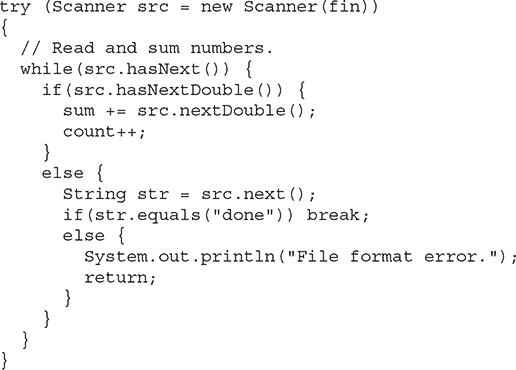 try (Scanner src = new Scanner(fin))
{
  // Read and sum numbers.
  while(src.hasNext()) {
    if(src.hasNextDouble()) {
      sum += src.nextDouble();
      count++;
    }
    else {
      String str = src.next();
      if(str.equals("done")) break;
      else {
        System.out.println("File format error.");
        return;
      }
    }
  }
}